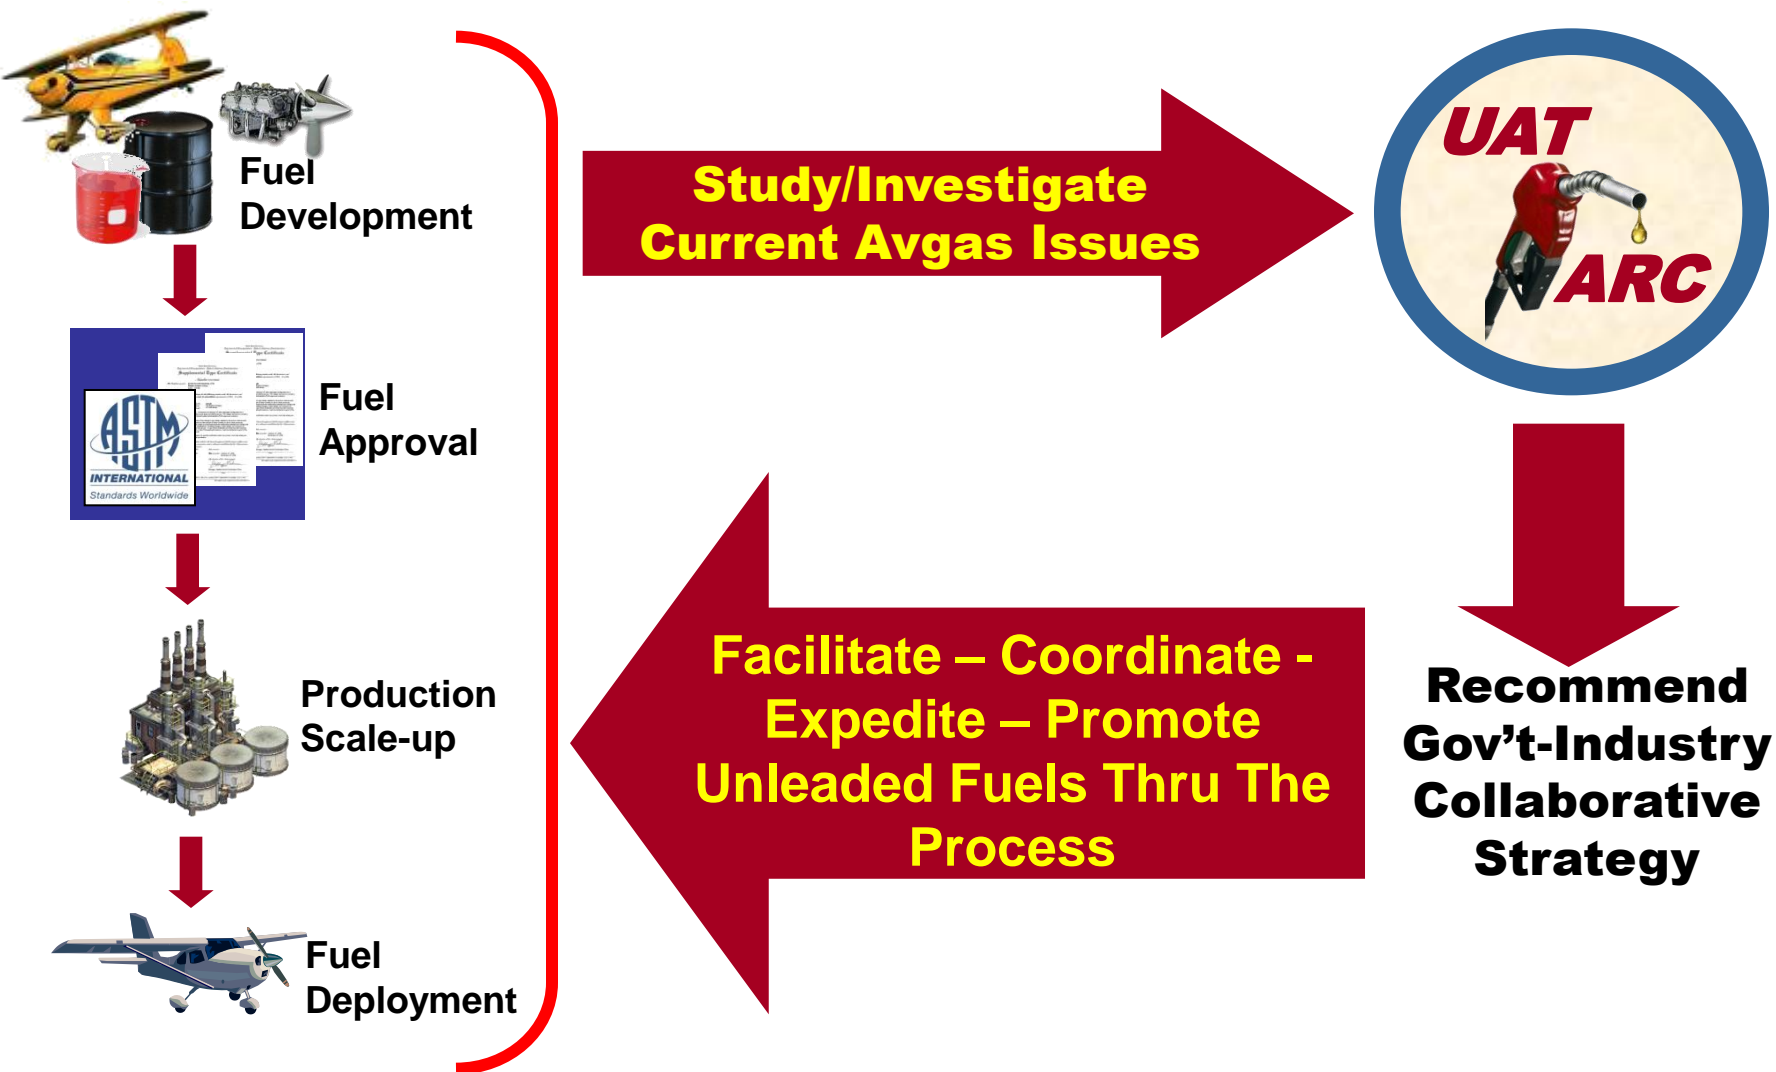 Fuel
Development
Fuel
Approval
ASTM
INTERNATIONAL
Standards Worldwide
Production
Scale-up
Fuel
Deployment
Study/Investigate
Current Avgas Issues
UAT
ARC
Recommend
Gov’t-Industry
Collaborative
Strategy
Facilitate – Coordinate -
Expedite – Promote
Unleaded Fuels Thru The
Process